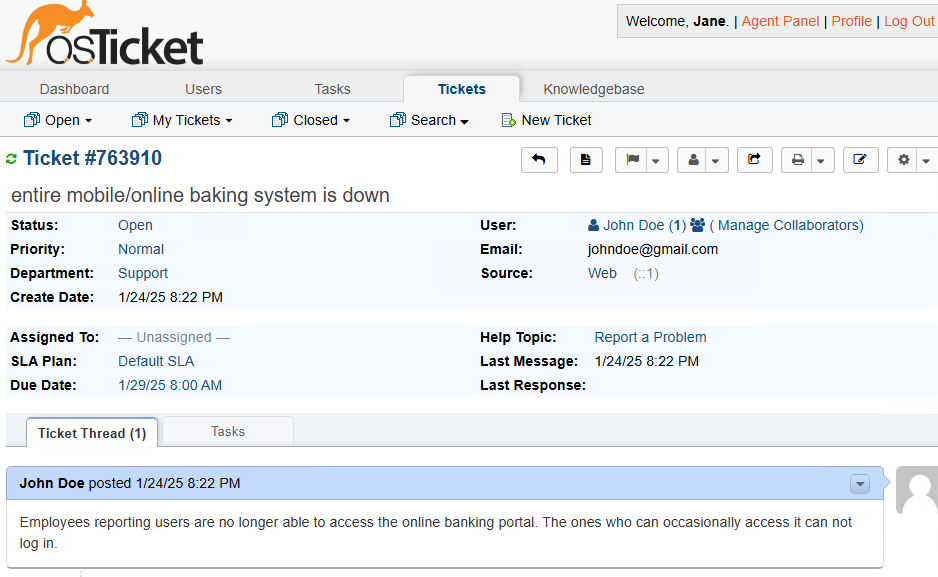 osTicket
Welcome, Jane. | Agent Panel | Profile | Log Out
Dashboard Users Tasks Tickets Knowledgebase
Open My Tickets Closed Search New Ticket
Ticket #763910
entire mobile/online baking system is down
Status: Open
Priority: Normal
Department: Support
Create Date: 1/24/25 8:22 PM
User: John Doe (1) ( Manage Collaborators)
Email: johndoe@gmail.com
Source: Web (::1)
Assigned To: — Unassigned —
SLA Plan: Default SLA
Due Date: 1/29/25 8:00 AM
Help Topic: Report a Problem
Last Message: 1/24/25 8:22 PM
Last Response:
Ticket Thread (1) Tasks
John Doe posted 1/24/25 8:22 PM
Employees reporting users are no longer able to access the online banking portal. The ones who can occasionally access it can not
log in.